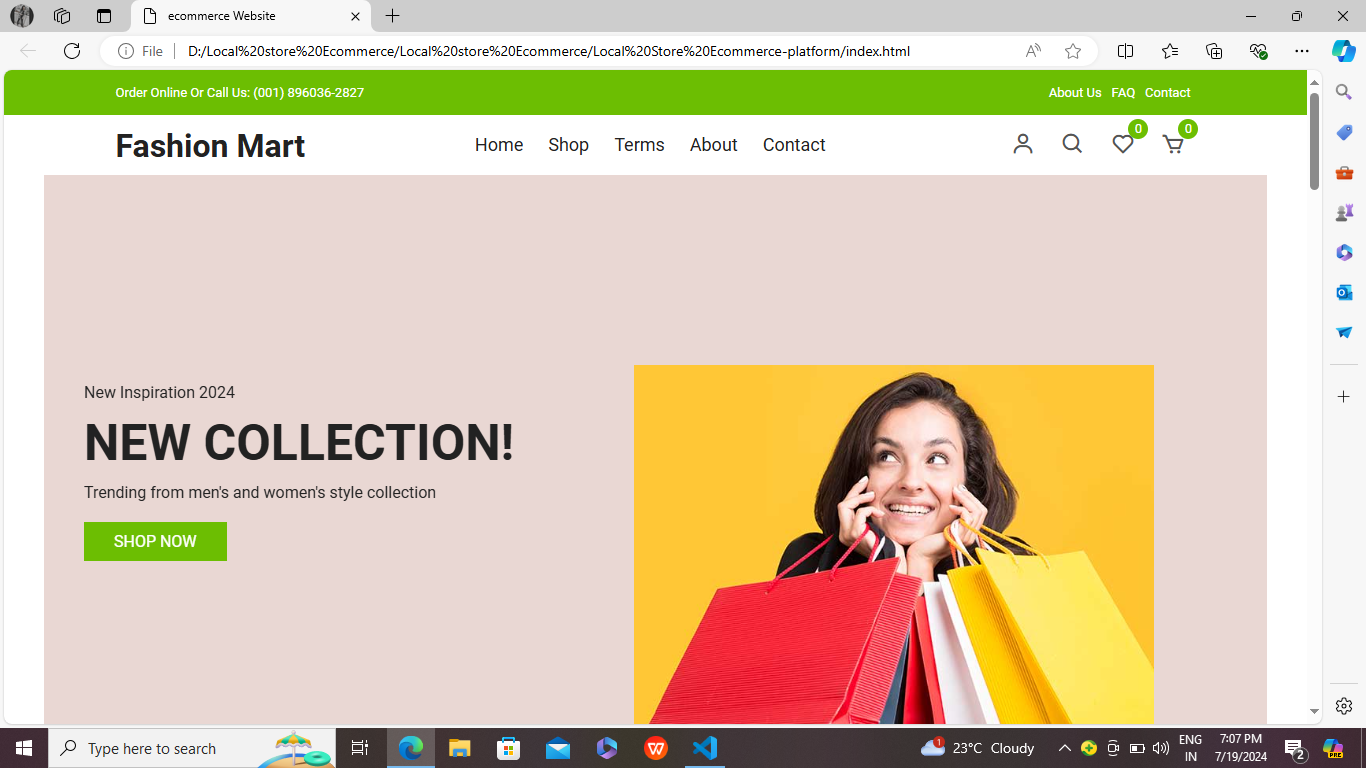 ecommerce Website
File
D:/Local%20store%20Ecommerce/Local%20store%20Ecommerce/Local%20Store%20Ecommerce-platform/index.html
Order Online Or Call Us: (001) 896036-2827
About Us FAQ Contact
Fashion Mart
Home Shop Terms About Contact
0 0
New Inspiration 2024
NEW COLLECTION!
Trending from men's and women's style collection
SHOP NOW
Type here to search
1
23°C Cloudy
ENG
IN
7:07 PM
7/19/2024
2
PRE